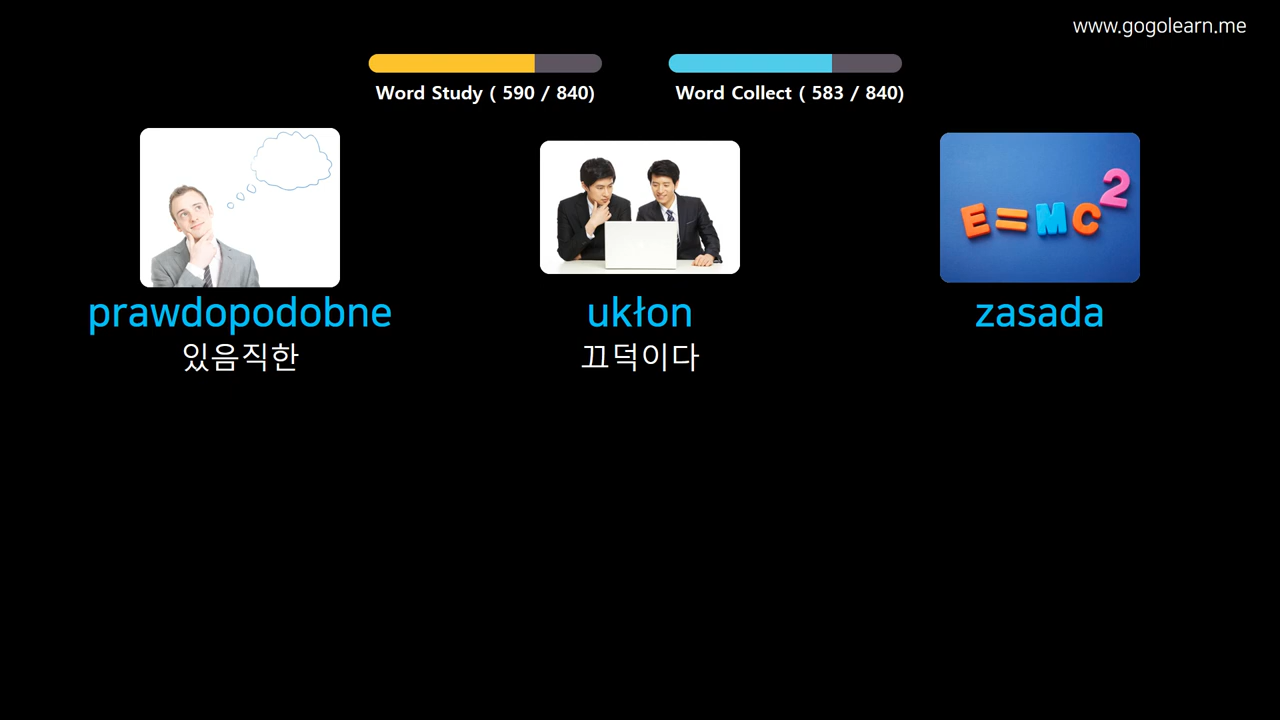 www.gogolearn.me
Word Study ( 590 / 840)
Word Collect ( 583 / 840)
E=MC2
prawdopodobne
ukłon
zasada
있음직한
끄덕이다